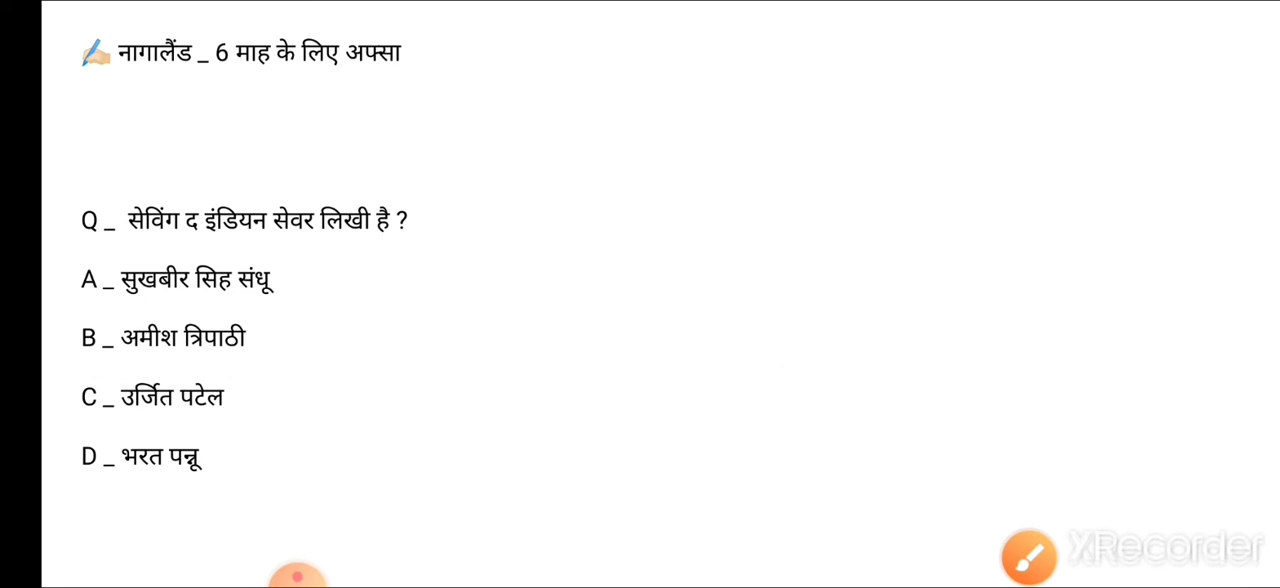 ✍🏻 नागालैंड _ 6 माह के लिए अफ्सा
Q _ सेविंग द इंडियन सेवर लिखी है ?
A _ सुखबीर सिह संधू
B _ अमीश त्रिपाठी
C _ उर्जित पटेल
D _ भरत पन्नू
XRecorder